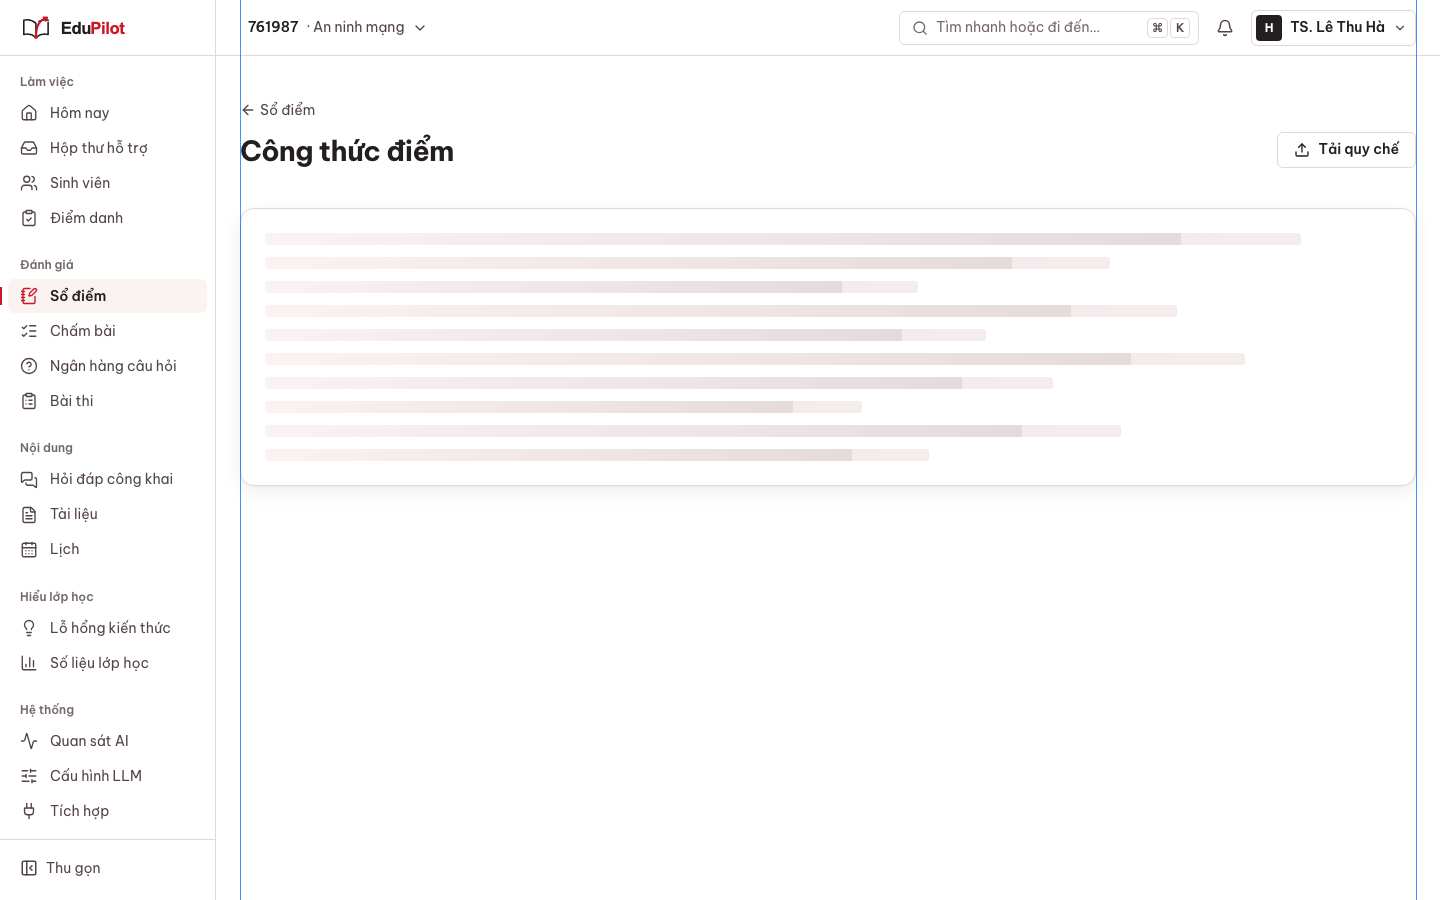 EduPilot
761987 · An ninh mạng
Tìm nhanh hoặc đi đến...
⌘ K
H TS. Lê Thu Hà
Làm việc
Hôm nay
Hộp thư hỗ trợ
Sinh viên
Điểm danh
Đánh giá
Sổ điểm
Chấm bài
Ngân hàng câu hỏi
Bài thi
Nội dung
Hỏi đáp công khai
Tài liệu
Lịch
Hiểu lớp học
Lỗ hổng kiến thức
Số liệu lớp học
Hệ thống
Quan sát AI
Cấu hình LLM
Tích hợp
Thu gọn
← Sổ điểm
Công thức điểm
Tải quy chế